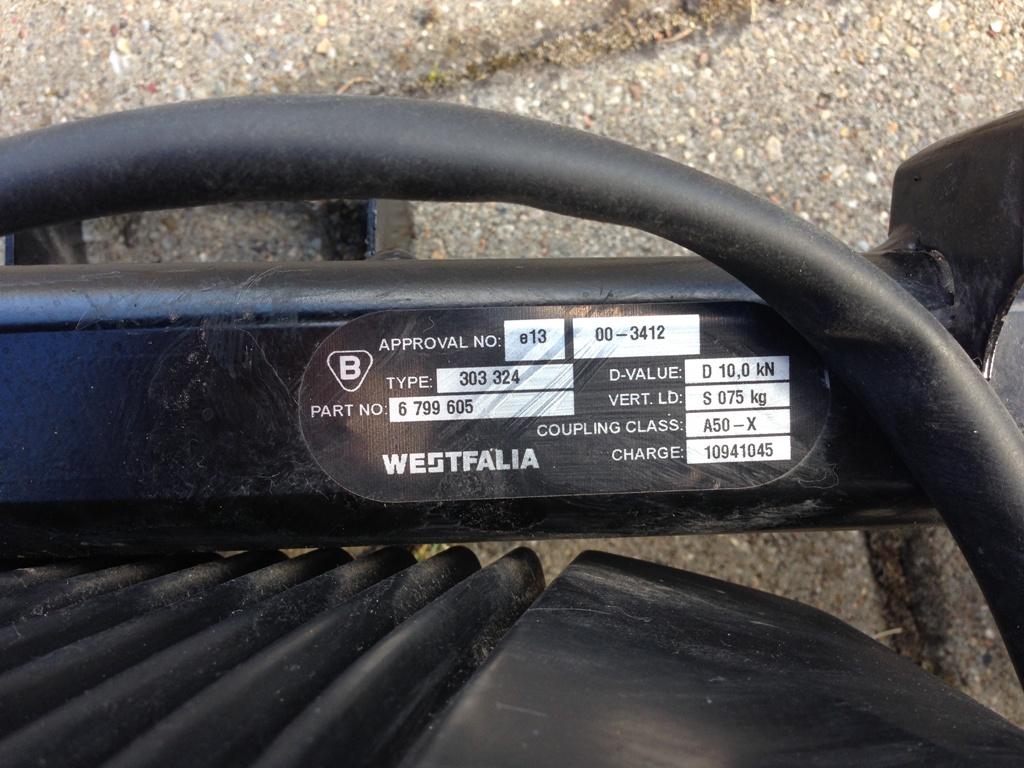 B
APPROVAL NO: e13 00-3412
TYPE: 303 324
PART NO: 6 799 605
D-VALUE: D 10,0 kN
VERT. LD: S 075 kg
COUPLING CLASS: A50-X
CHARGE: 10941045
WESTFALIA